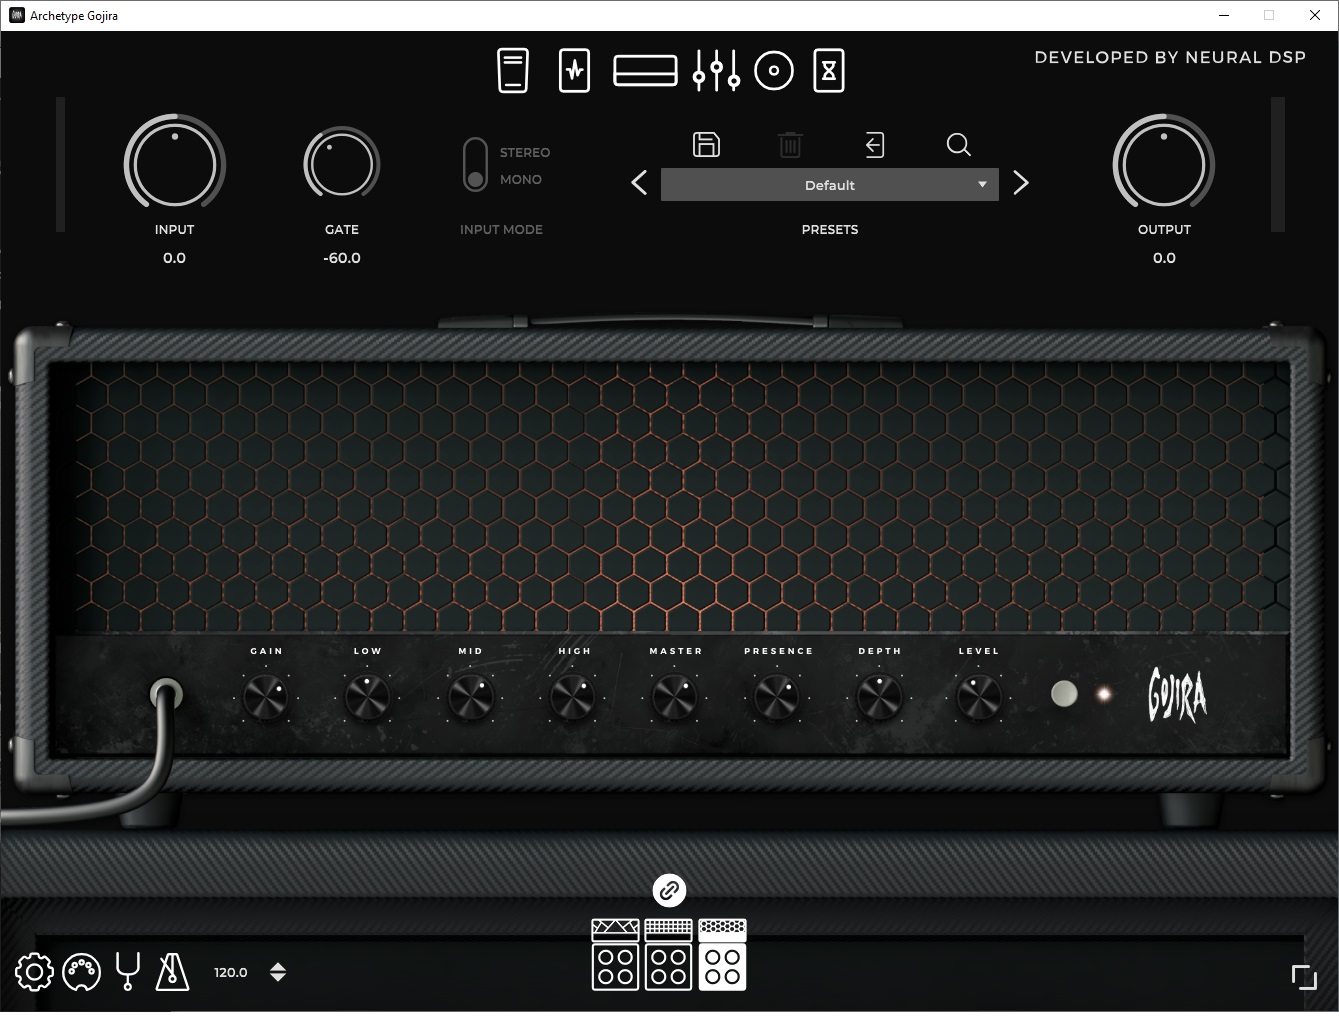 Archetype Gojira
DEVELOPED BY NEURAL DSP
STEREO
MONO
Default
INPUT
GATE
INPUT MODE
PRESETS
OUTPUT
0.0
-60.0
0.0
GAIN
LOW
MID
HIGH
MASTER
PRESENCE
DEPTH
LEVEL
GOJIRA
120.0